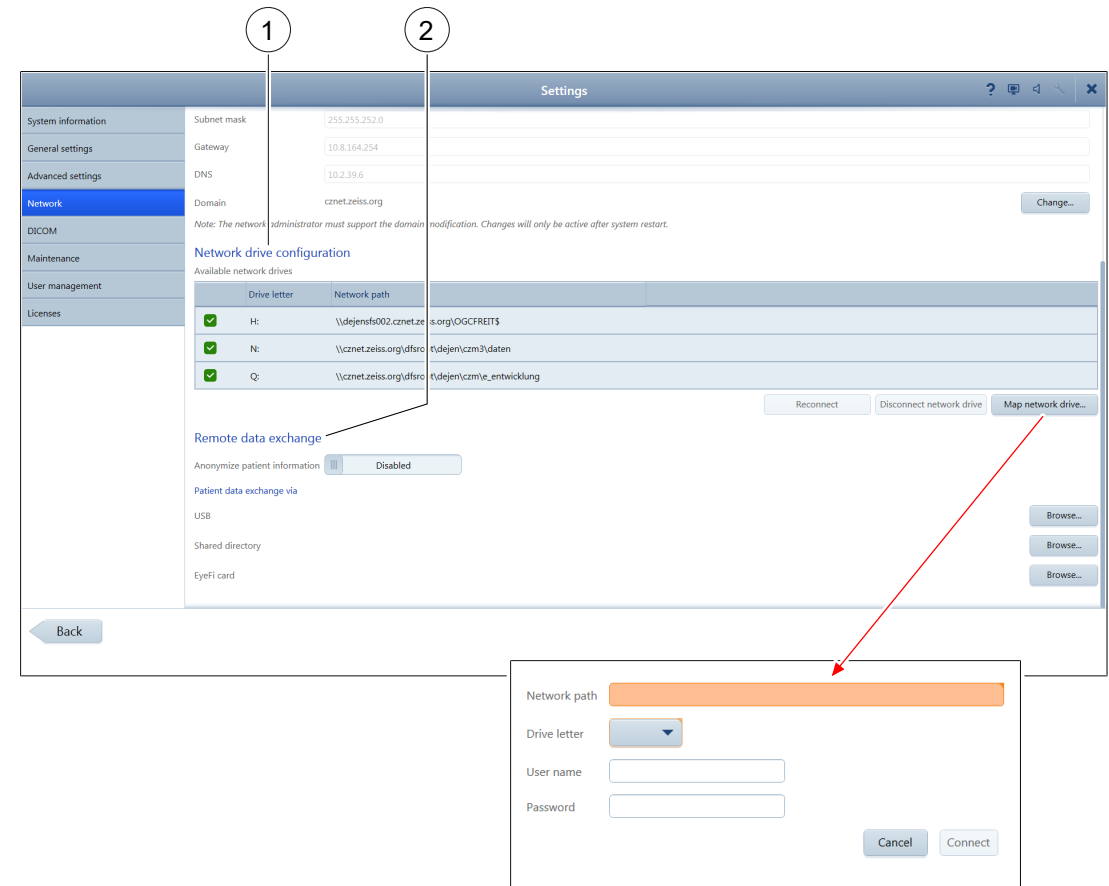 1 2
Settings ?
System information
General settings
Advanced settings
Network
DICOM
Maintenance
User management
Licenses
Subnet mask 255.255.252.0
Gateway 10.8.164.254
DNS 10.2.39.6
Domain cznet.zeiss.org Change...
Note: The network administrator must support the domain modification. Changes will only be active after system restart.
Network drive configuration
Available network drives
Drive letter Network path
H: \\dejensfs002.cznet.zeiss.org\OGCFREIT$
N: \\cznet.zeiss.org\dfsroot\dejen\czm3\daten
Q: \\cznet.zeiss.org\dfsroot\dejen\czm\e_entwicklung
Reconnect Disconnect network drive Map network drive...
Remote data exchange
Anonymize patient information Disabled
Patient data exchange via
USB Browse...
Shared directory Browse...
EyeFi card Browse...
Back
Network path
Drive letter
User name
Password
Cancel Connect